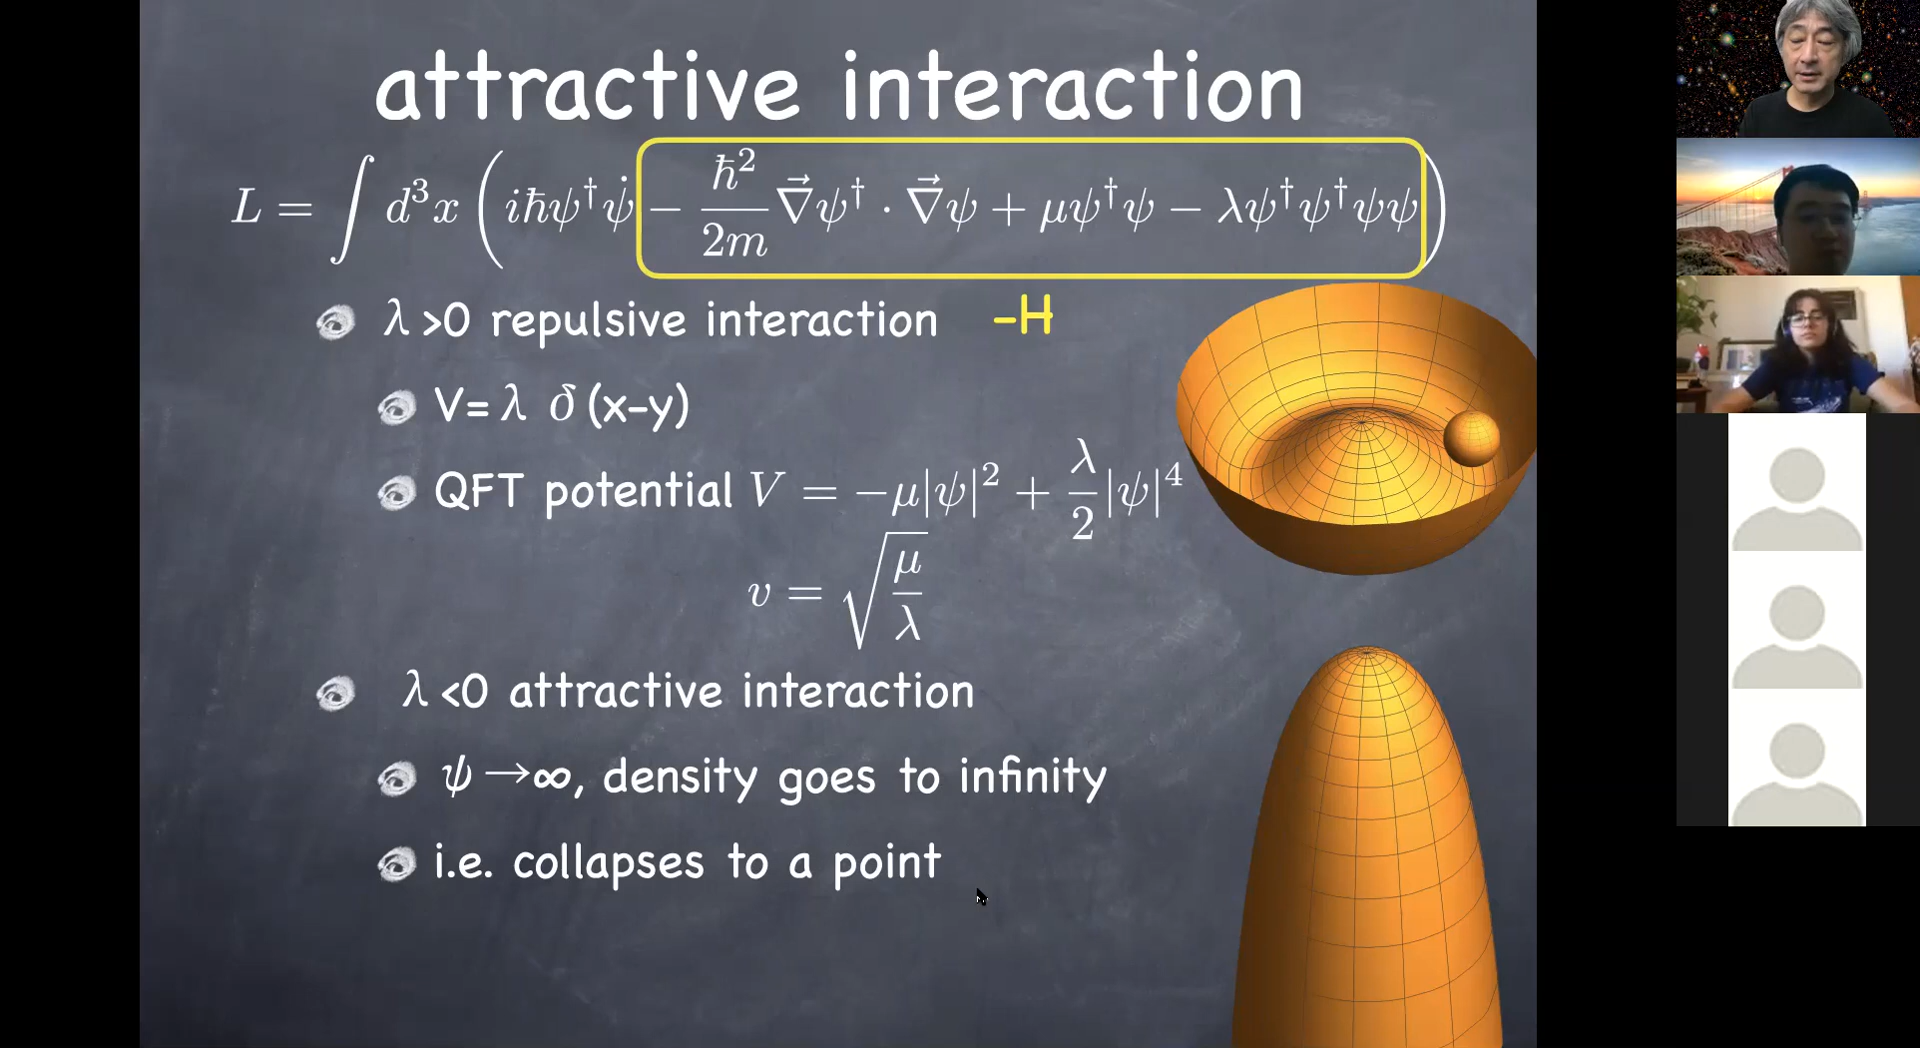 attractive interaction
L = ∫ d³x ( iħψ†ψ̇ − ħ²/2m ∇⃗ψ† · ∇⃗ψ + μψ†ψ − λψ†ψ†ψψ )
λ >0 repulsive interaction -H
V= λ δ (x-y)
QFT potential V = −μ|ψ|² + λ/2 |ψ|⁴
v = √(μ/λ)
λ <0 attractive interaction
ψ →∞, density goes to infinity
i.e. collapses to a point